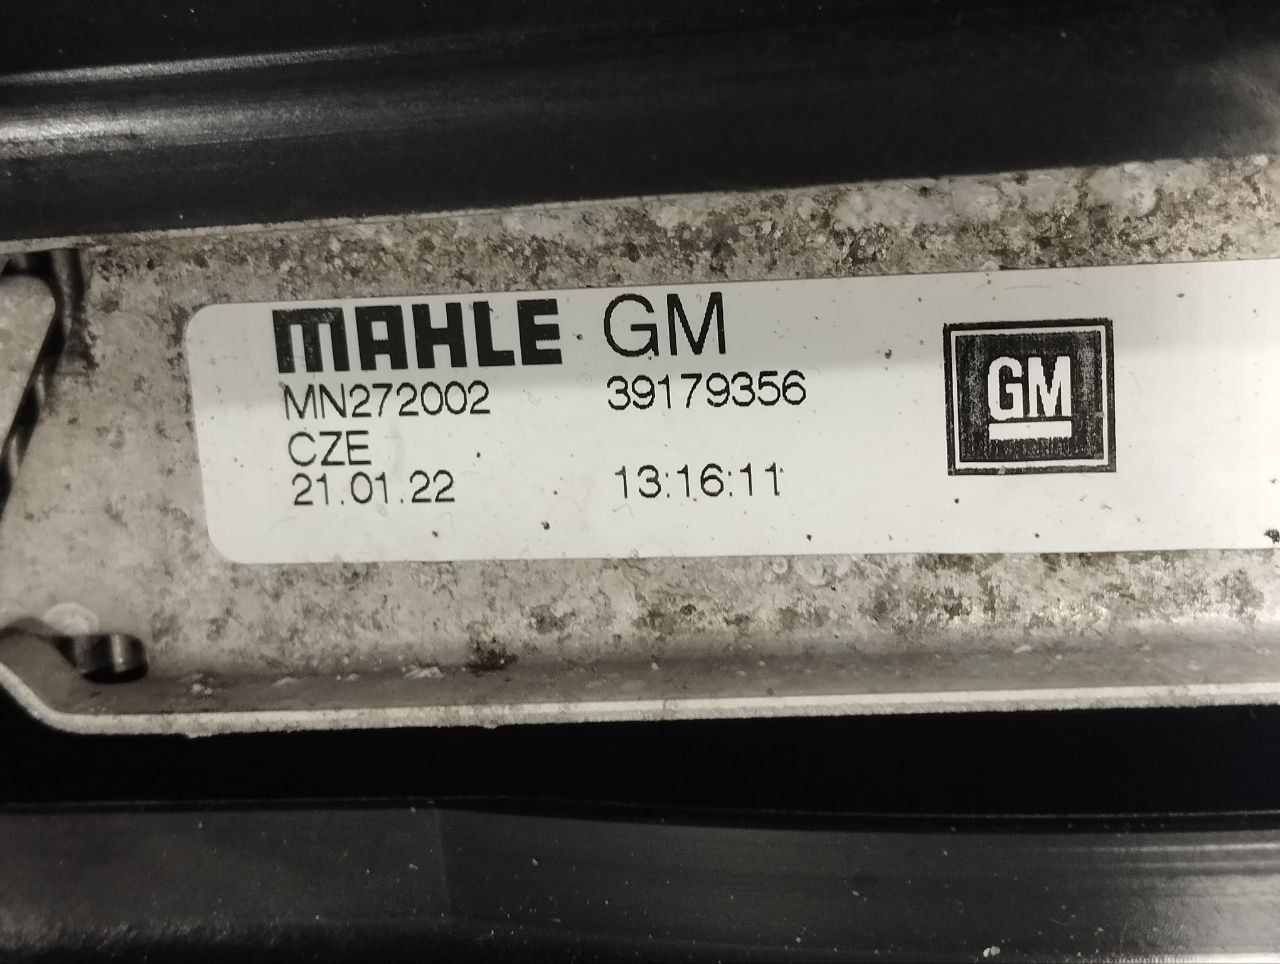 MAHLE GM
MN272002 39179356
CZE
21.01.22 13:16:11
GM